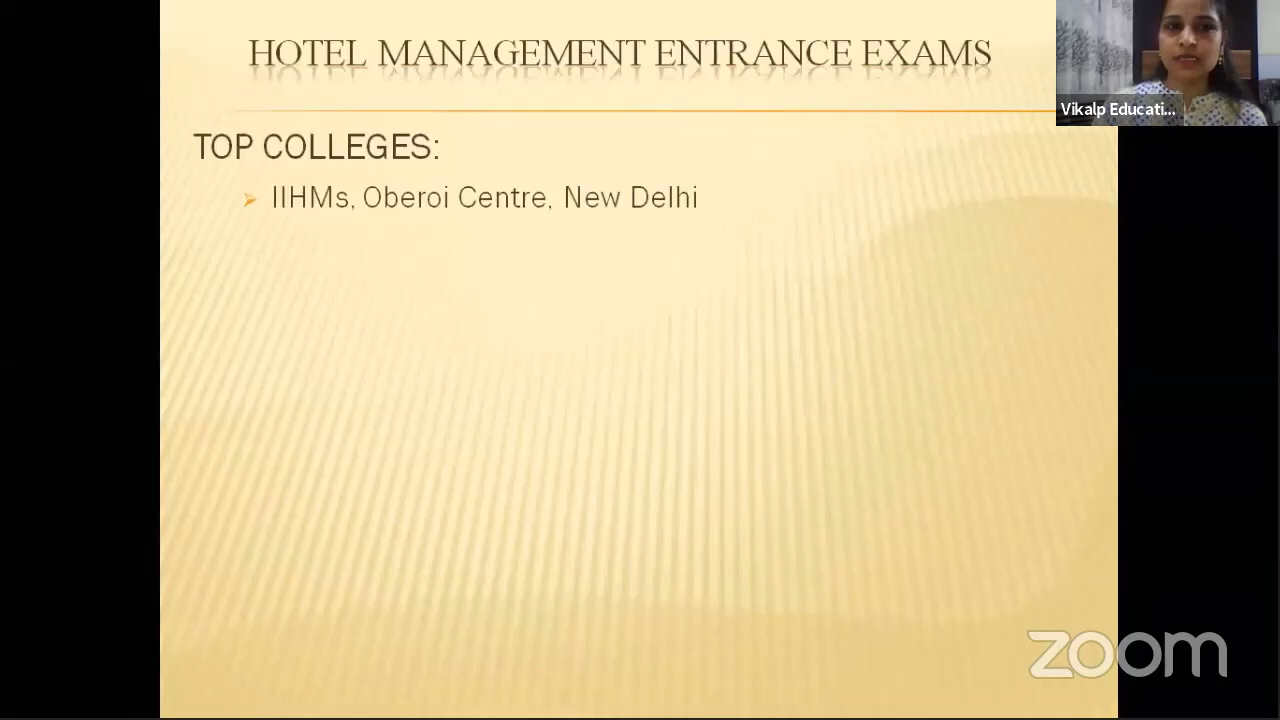 HOTEL MANAGEMENT ENTRANCE EXAMS
Vikalp Educati...
TOP COLLEGES:
IIHMs, Oberoi Centre, New Delhi
zoom